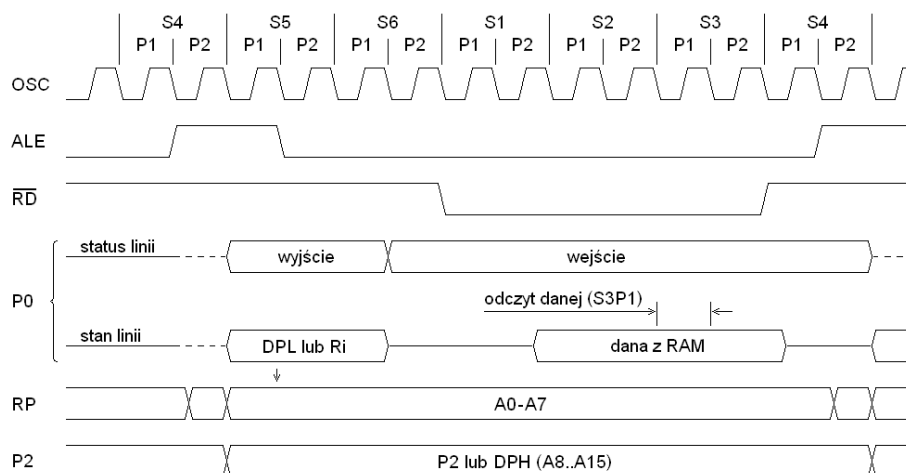 S4 S5 S6 S1 S2 S3 S4
P1 P2 P1 P2 P1 P2 P1 P2 P1 P2 P1 P2 P1 P2
OSC
ALE
RD
status linii wyjście wejście
P0
odczyt danej (S3P1)
stan linii DPL lub Ri dana z RAM
RP A0-A7
P2 P2 lub DPH (A8..A15)